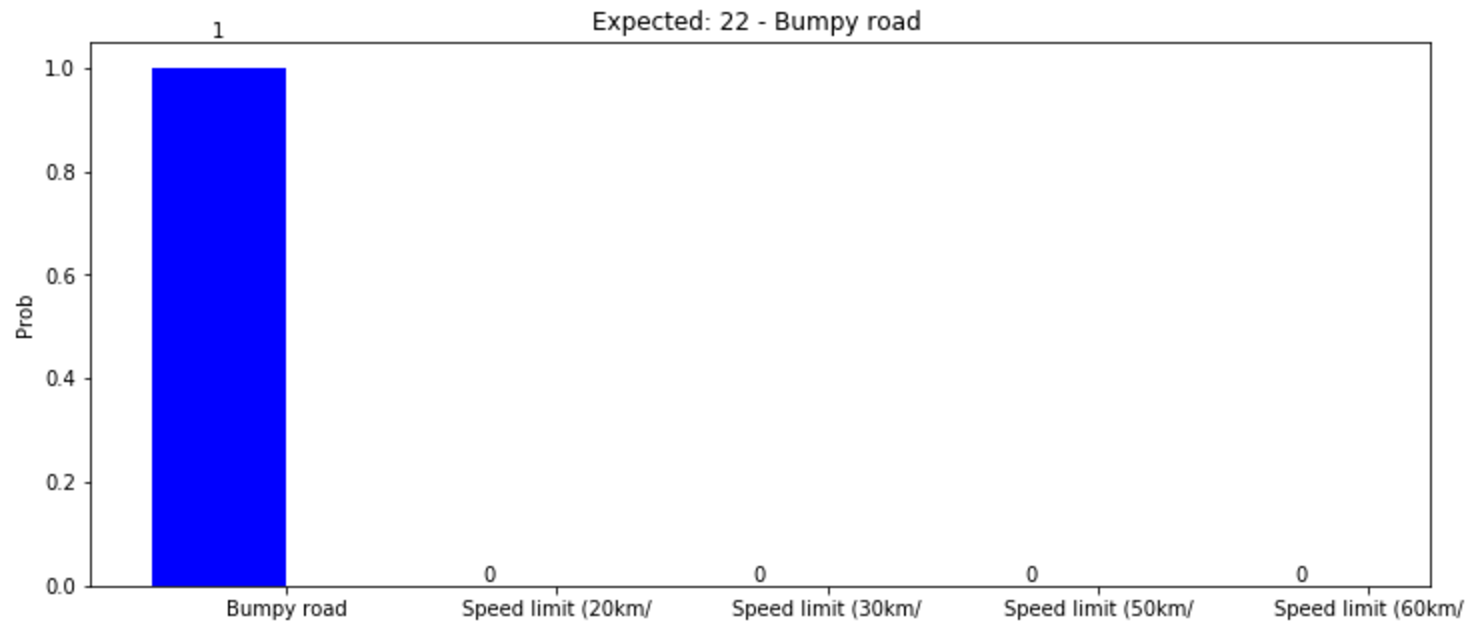 Expected: 22 - Bumpy road
1
1.0
0.8
0.6
0.4
0.2
0.0
Prob
0 0 0 0
Bumpy road Speed limit (20km/ Speed limit (30km/ Speed limit (50km/ Speed limit (60km/